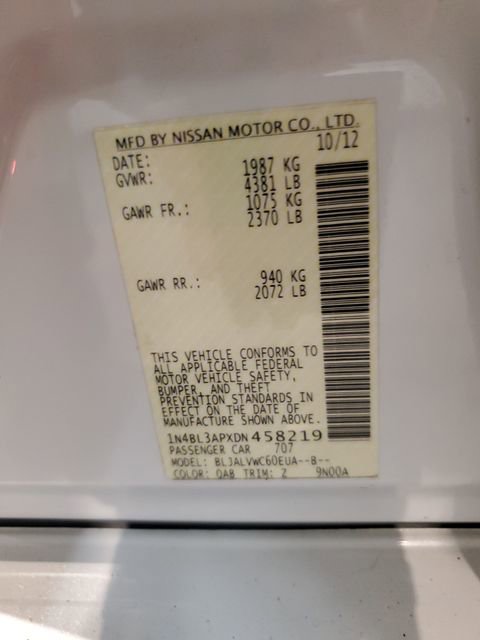 MFD BY NISSAN MOTOR CO., LTD.
DATE: 10/12
GVWR: 1987 KG
4381 LB
GAWR FR.: 1075 KG
2370 LB
GAWR RR.: 940 KG
2072 LB
THIS VEHICLE CONFORMS TO
ALL APPLICABLE FEDERAL
MOTOR VEHICLE SAFETY,
BUMPER, AND THEFT
PREVENTION STANDARDS IN
EFFECT ON THE DATE OF
MANUFACTURE SHOWN ABOVE.
1N4BL3APXDN 458219
PASSENGER CAR 707
MODEL: BLJALVWC60EUA--B--
COLOR: QAB TRIM: Z 9N00A